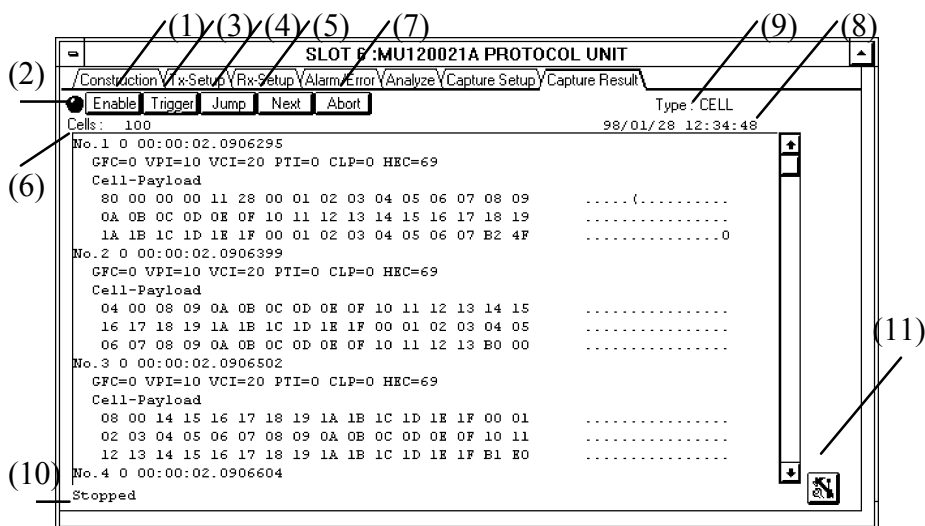 (1) (3) (4) (5) (7) (9) (8)
SLOT 6 :MU120021A PROTOCOL UNIT
(2)
Construction Tx-Setup Rx-Setup Alarm/Error Analyze Capture Setup Capture Result
Enable Trigger Jump Next Abort Type : CELL
Cells: 100 98/01/28 12:34:48
(6)
No.1 0 00:00:02.0906295
GFC=0 VPI=10 VCI=20 PTI=0 CLP=0 HEC=69
Cell-Payload
80 00 00 00 11 28 00 01 02 03 04 05 06 07 08 09 .....(..........
0A 0B 0C 0D 0E 0F 10 11 12 13 14 15 16 17 18 19 ................
1A 1B 1C 1D 1E 1F 00 01 02 03 04 05 06 07 B2 4F ...............O
No.2 0 00:00:02.0906399
GFC=0 VPI=10 VCI=20 PTI=0 CLP=0 HEC=69
Cell-Payload
04 00 08 09 0A 0B 0C 0D 0E 0F 10 11 12 13 14 15 ................
16 17 18 19 1A 1B 1C 1D 1E 1F 00 01 02 03 04 05 ................
06 07 08 09 0A 0B 0C 0D 0E 0F 10 11 12 13 B0 00 ................
(11)
No.3 0 00:00:02.0906502
GFC=0 VPI=10 VCI=20 PTI=0 CLP=0 HEC=69
Cell-Payload
08 00 14 15 16 17 18 19 1A 1B 1C 1D 1E 1F 00 01 ................
02 03 04 05 06 07 08 09 0A 0B 0C 0D 0E 0F 10 11 ................
12 13 14 15 16 17 18 19 1A 1B 1C 1D 1E 1F B1 E0 ................
No.4 0 00:00:02.0906604
(10)
Stopped